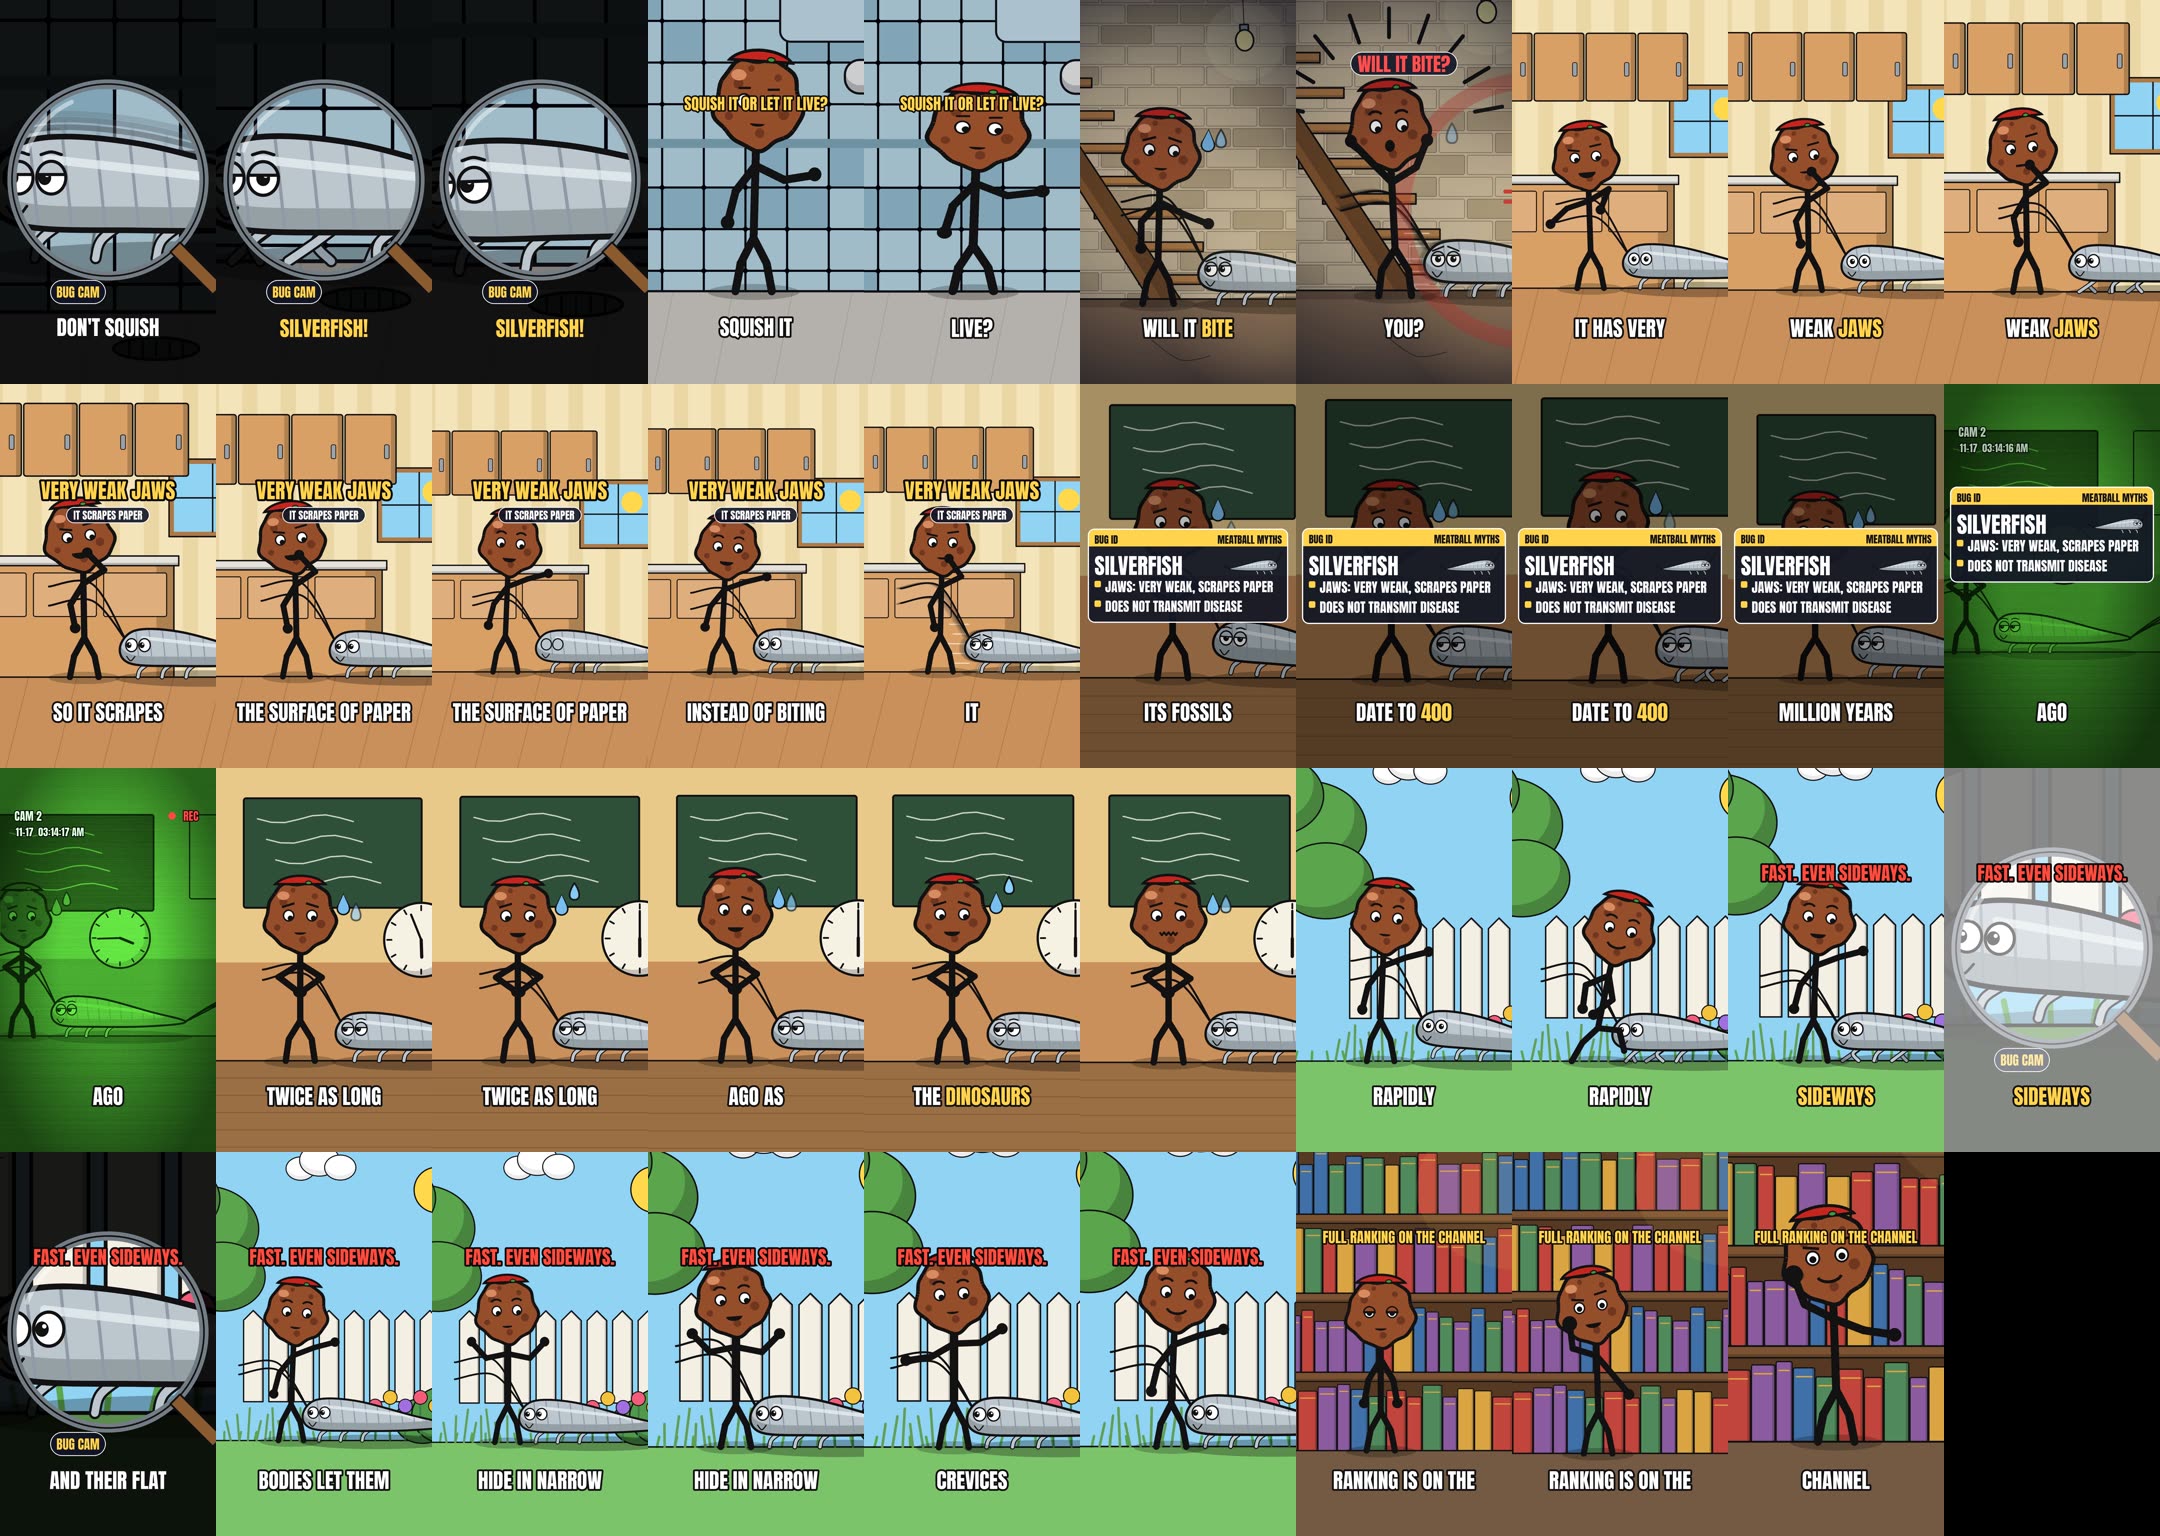 BUG CAM
DON'T SQUISH
BUG CAM
SILVERFISH!
BUG CAM
SILVERFISH!
SQUISH IT OR LET IT LIVE?
SQUISH IT
SQUISH IT OR LET IT LIVE?
LIVE?
WILL IT BITE
WILL IT BITE?
YOU?
IT HAS VERY
WEAK JAWS
WEAK JAWS
VERY WEAK JAWS
IT SCRAPES PAPER
SO IT SCRAPES
VERY WEAK JAWS
IT SCRAPES PAPER
THE SURFACE OF PAPER
VERY WEAK JAWS
IT SCRAPES PAPER
THE SURFACE OF PAPER
VERY WEAK JAWS
IT SCRAPES PAPER
INSTEAD OF BITING
VERY WEAK JAWS
IT SCRAPES PAPER
IT
BUG ID MEATBALL MYTHS
SILVERFISH
JAWS: VERY WEAK, SCRAPES PAPER
DOES NOT TRANSMIT DISEASE
ITS FOSSILS
BUG ID MEATBALL MYTHS
SILVERFISH
JAWS: VERY WEAK, SCRAPES PAPER
DOES NOT TRANSMIT DISEASE
DATE TO 400
BUG ID MEATBALL MYTHS
SILVERFISH
JAWS: VERY WEAK, SCRAPES PAPER
DOES NOT TRANSMIT DISEASE
DATE TO 400
BUG ID MEATBALL MYTHS
SILVERFISH
JAWS: VERY WEAK, SCRAPES PAPER
DOES NOT TRANSMIT DISEASE
MILLION YEARS
CAM 2
11-17 03:14:16 AM
BUG ID MEATBALL MYTHS
SILVERFISH
JAWS: VERY WEAK, SCRAPES PAPER
DOES NOT TRANSMIT DISEASE
AGO
CAM 2
REC
11-17 03:14:17 AM
AGO
TWICE AS LONG
TWICE AS LONG
AGO AS
THE DINOSAURS
RAPIDLY
RAPIDLY
FAST. EVEN SIDEWAYS.
SIDEWAYS
FAST. EVEN SIDEWAYS.
BUG CAM
SIDEWAYS
FAST. EVEN SIDEWAYS.
BUG CAM
AND THEIR FLAT
FAST. EVEN SIDEWAYS.
BODIES LET THEM
FAST. EVEN SIDEWAYS.
HIDE IN NARROW
FAST. EVEN SIDEWAYS.
HIDE IN NARROW
FAST. EVEN SIDEWAYS.
CREVICES
FAST. EVEN SIDEWAYS.
FULL RANKING ON THE CHANNEL
RANKING IS ON THE
FULL RANKING ON THE CHANNEL
RANKING IS ON THE
FULL RANKING ON THE CHANNEL
CHANNEL